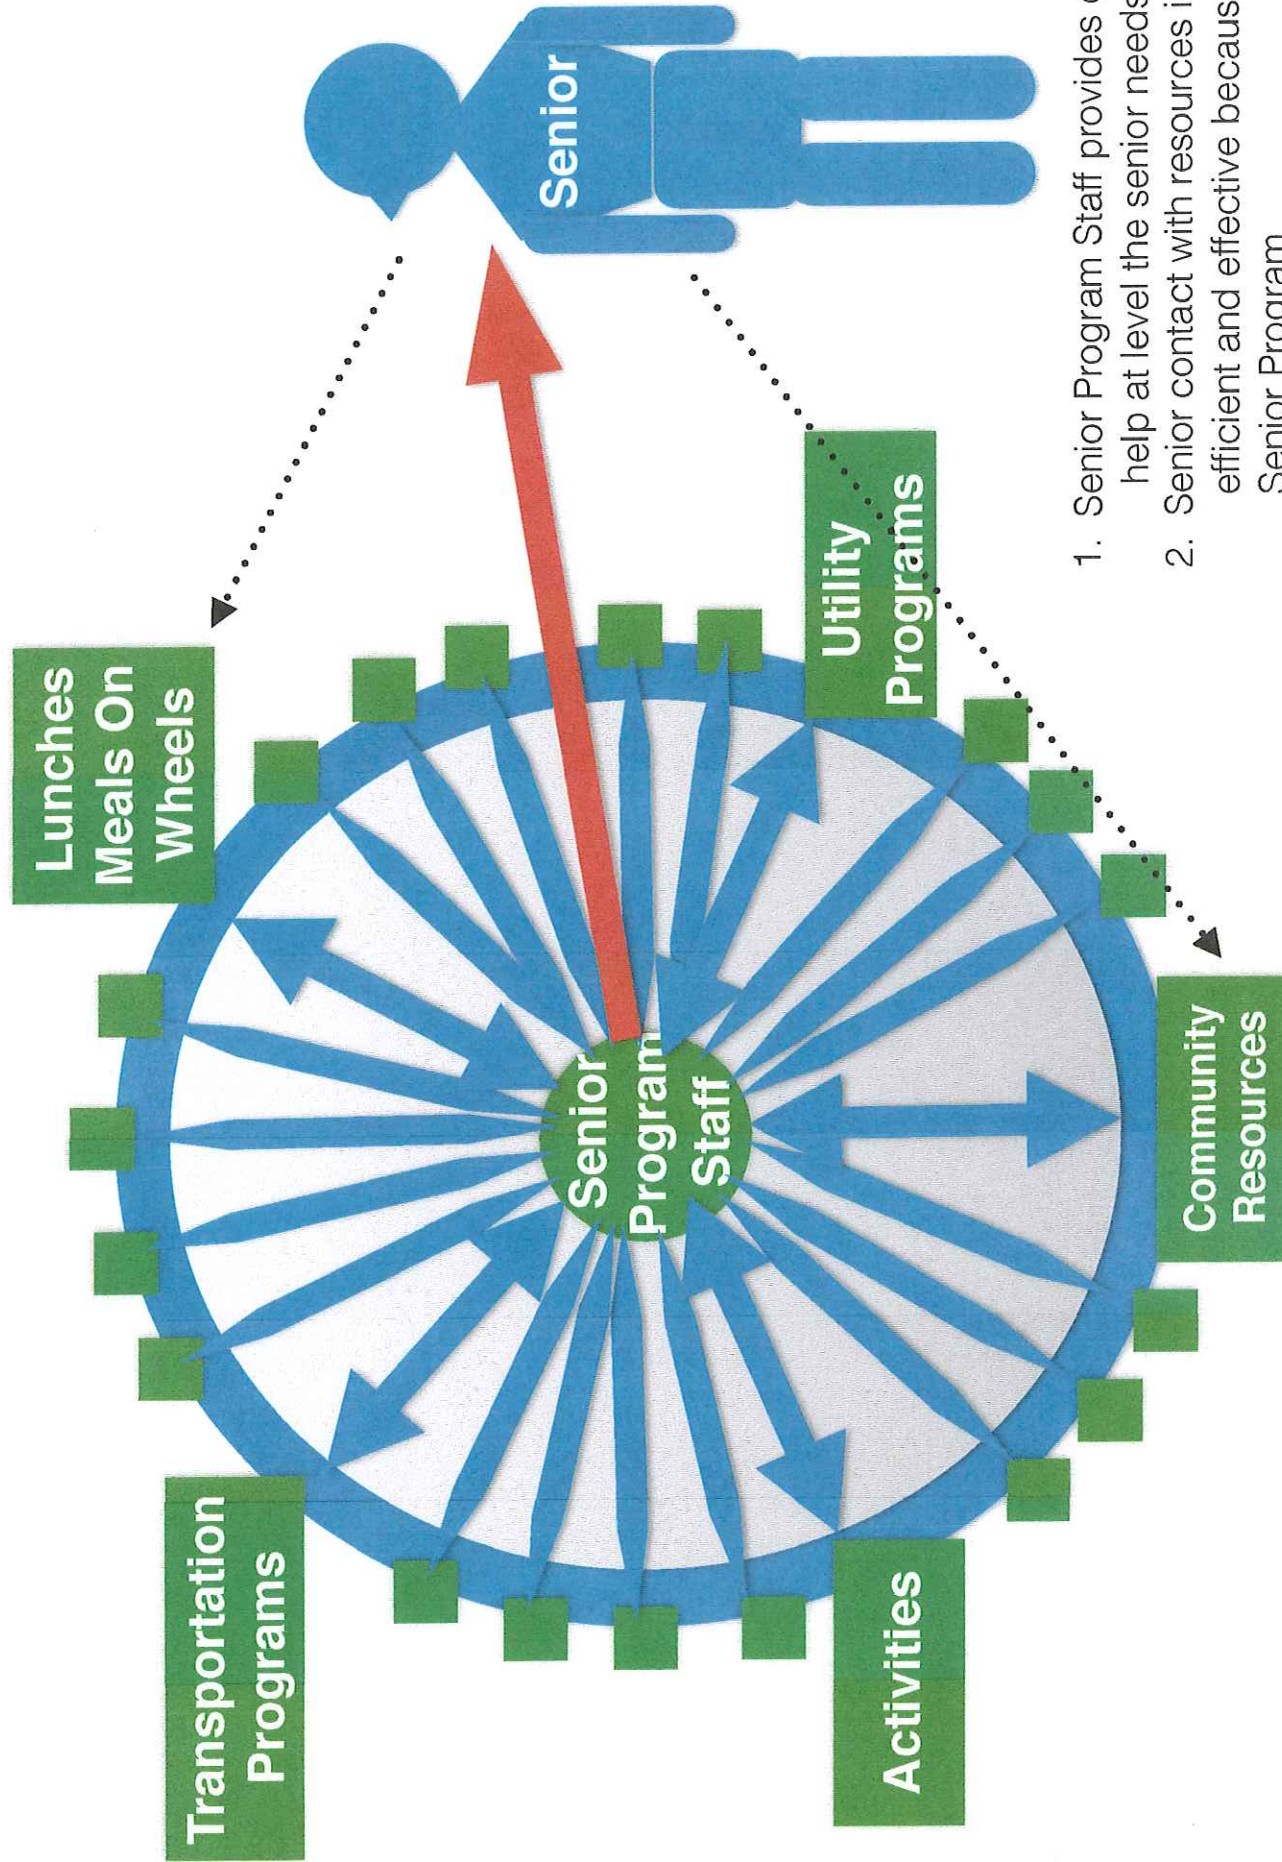 Transportation
Programs
Lunches
Meals On
Wheels
Senior
Program
Staff
Senior
Activities
Community
Resources
Utility
Programs
1. Senior Program Staff provides
help at level the senior needs
2. Senior contact with resources
efficient and effective becaus
Senior Program